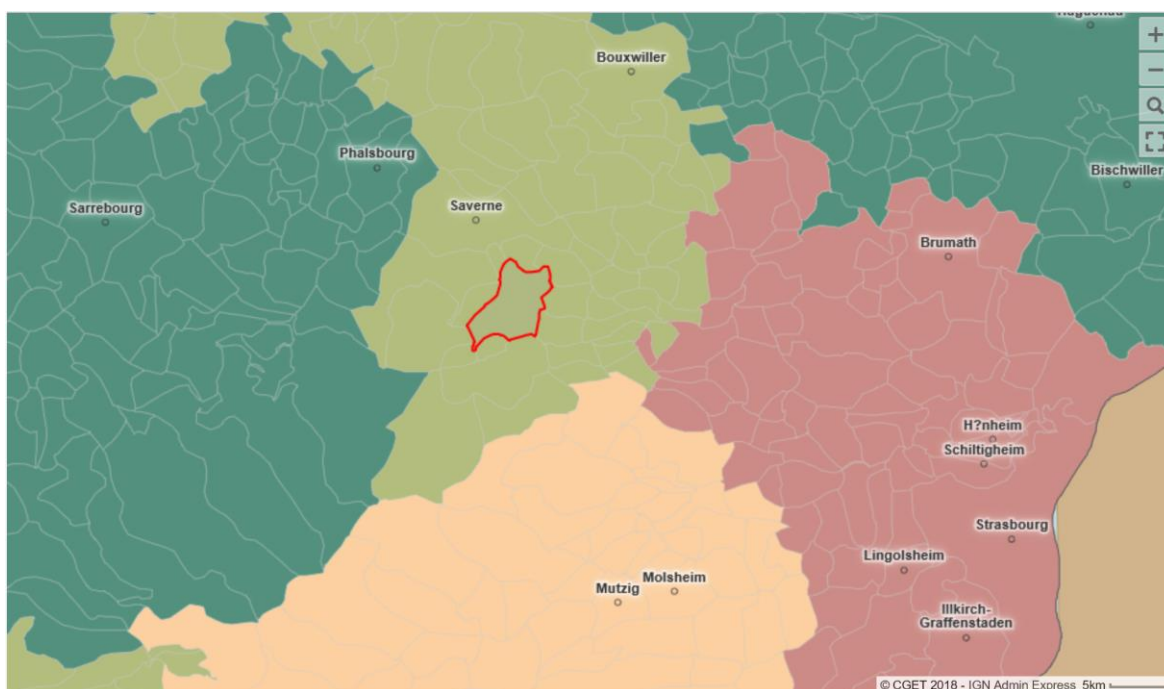 Haguenau
Bouxwiller
Phalsbourg
Bischwiller
Sarrebourg
Saverne
Brumath
H?nheim
Schiltigheim
Strasbourg
Lingolsheim
Molsheim
Mutzig
Illkirch-
Graffenstaden
© CGET 2018 - IGN Admin Express 5km